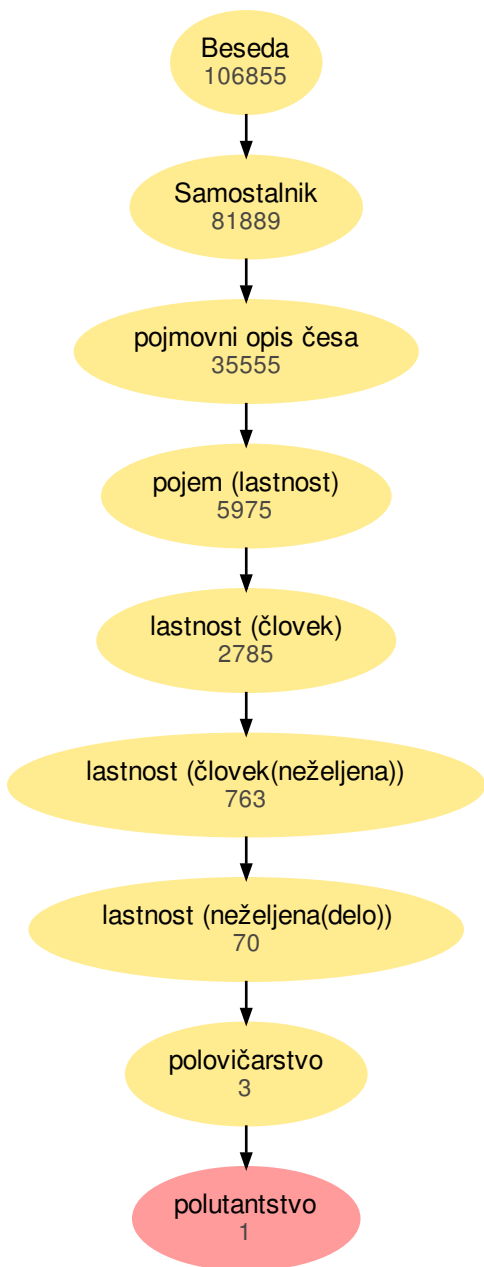 Beseda
106855
Samostalnik
81889
pojmovni opis česa
35555
pojem (lastnost)
5975
lastnost (človek)
2785
lastnost (človek(neželjena))
763
lastnost (neželjena(delo))
70
polovičarstvo
3
polutantstvo
1